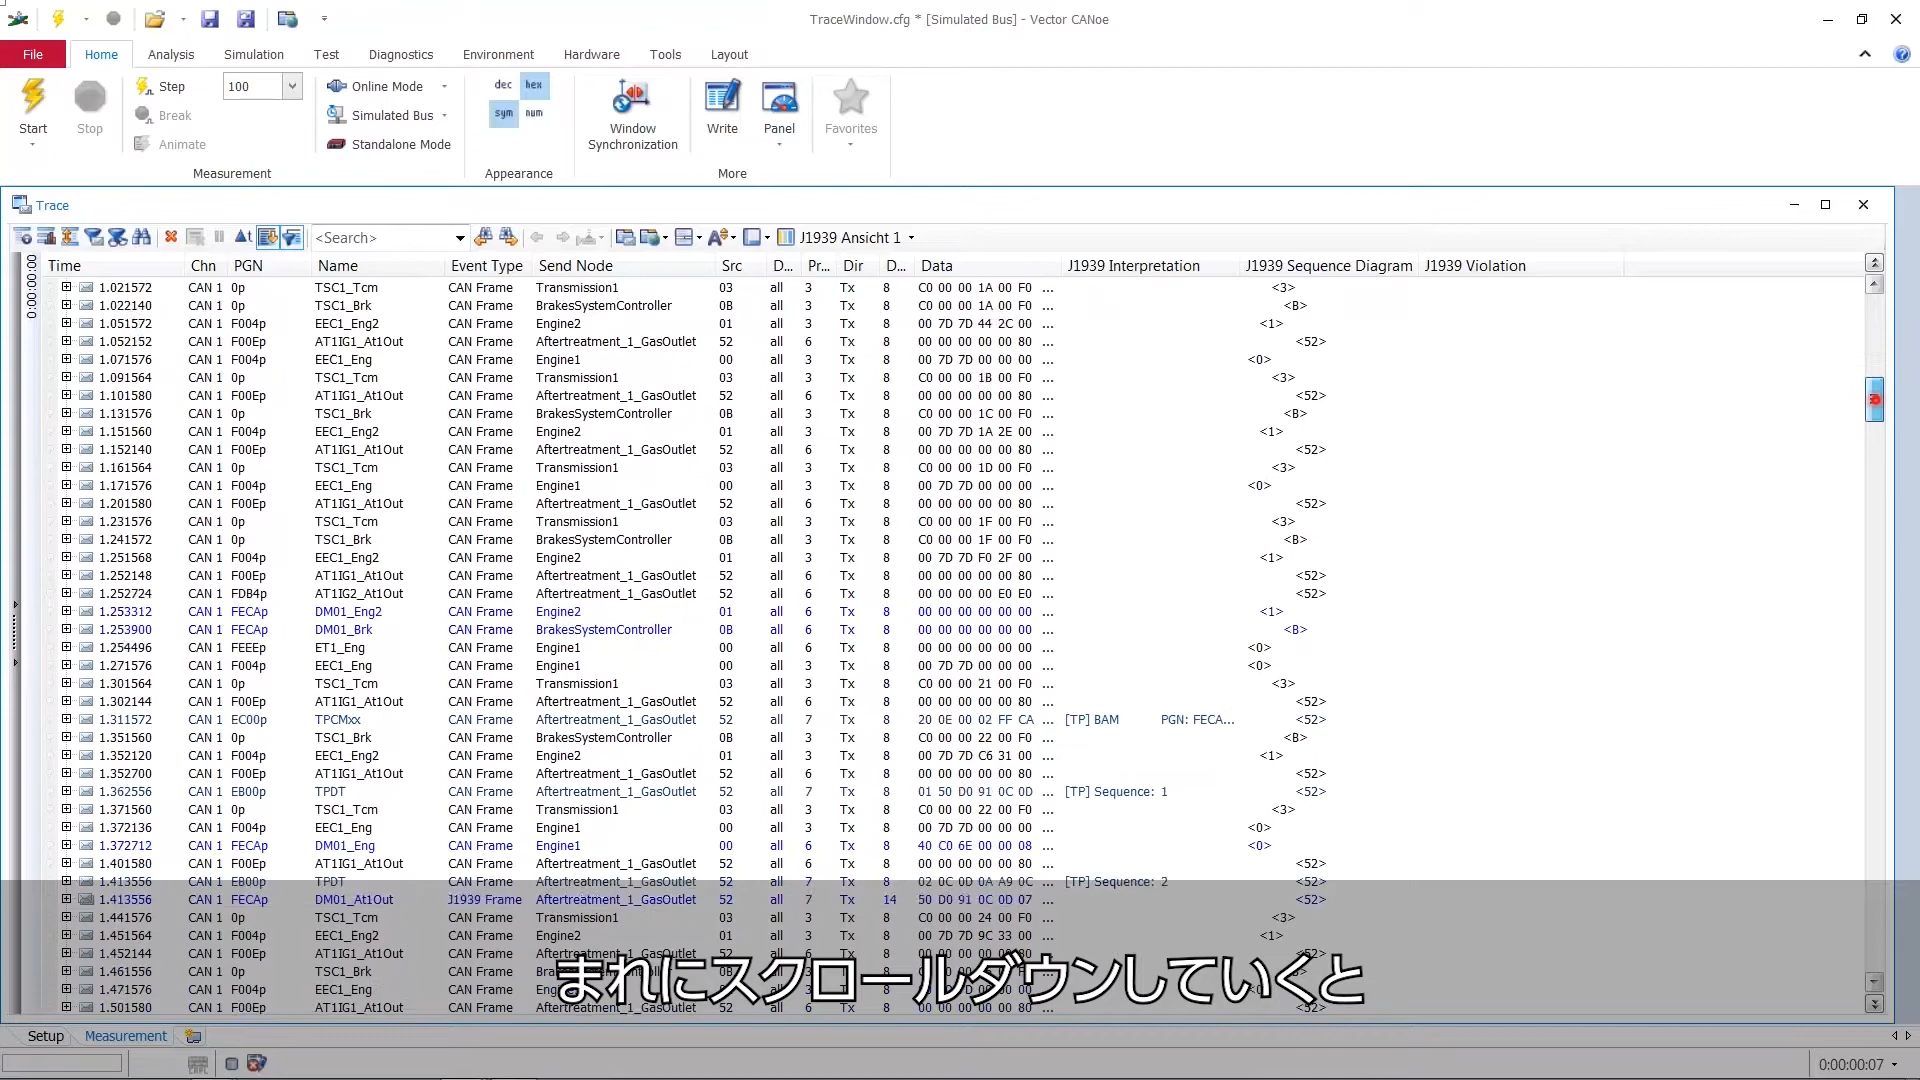 TraceWindow.cfg * [Simulated Bus] - Vector CANoe
File Home Analysis Simulation Test Diagnostics Environment Hardware Tools Layout
Start Stop Step 100 Break Animate Measurement
Online Mode Simulated Bus Standalone Mode
dec hex sym num Appearance
Window Synchronization Write Panel Favorites More
Trace
<Search> J1939 Ansicht 1
0:00:00:00
Time Chn PGN Name Event Type Send Node Src D... Pr... Dir D... Data J1939 Interpretation J1939 Sequence Diagram J1939 Violation
1.021572 CAN 1 0p TSC1_Tcm CAN Frame Transmission1 03 all 3 Tx 8 C0 00 00 1A 00 F0 ... <3>
1.022140 CAN 1 0p TSC1_Brk CAN Frame BrakesSystemController 0B all 3 Tx 8 C0 00 00 1A 00 F0 ... <B>
1.051572 CAN 1 F004p EEC1_Eng2 CAN Frame Engine2 01 all 3 Tx 8 00 7D 7D 44 2C 00 ... <1>
1.052152 CAN 1 F00Ep AT1IG1_At1Out CAN Frame Aftertreatment_1_GasOutlet 52 all 6 Tx 8 00 00 00 00 00 80 ... <52>
1.071576 CAN 1 F004p EEC1_Eng CAN Frame Engine1 00 all 3 Tx 8 00 7D 7D 00 00 00 ... <0>
1.091564 CAN 1 0p TSC1_Tcm CAN Frame Transmission1 03 all 3 Tx 8 C0 00 00 1B 00 F0 ... <3>
1.101580 CAN 1 F00Ep AT1IG1_At1Out CAN Frame Aftertreatment_1_GasOutlet 52 all 6 Tx 8 00 00 00 00 00 80 ... <52>
1.131576 CAN 1 0p TSC1_Brk CAN Frame BrakesSystemController 0B all 3 Tx 8 C0 00 00 1C 00 F0 ... <B>
1.151560 CAN 1 F004p EEC1_Eng2 CAN Frame Engine2 01 all 3 Tx 8 00 7D 7D 1A 2E 00 ... <1>
1.152140 CAN 1 F00Ep AT1IG1_At1Out CAN Frame Aftertreatment_1_GasOutlet 52 all 6 Tx 8 00 00 00 00 00 80 ... <52>
1.161564 CAN 1 0p TSC1_Tcm CAN Frame Transmission1 03 all 3 Tx 8 C0 00 00 1D 00 F0 ... <3>
1.171576 CAN 1 F004p EEC1_Eng CAN Frame Engine1 00 all 3 Tx 8 00 7D 7D 00 00 00 ... <0>
1.201580 CAN 1 F00Ep AT1IG1_At1Out CAN Frame Aftertreatment_1_GasOutlet 52 all 6 Tx 8 00 00 00 00 00 80 ... <52>
1.231576 CAN 1 0p TSC1_Tcm CAN Frame Transmission1 03 all 3 Tx 8 C0 00 00 1F 00 F0 ... <3>
1.241572 CAN 1 0p TSC1_Brk CAN Frame BrakesSystemController 0B all 3 Tx 8 C0 00 00 1F 00 F0 ... <B>
1.251568 CAN 1 F004p EEC1_Eng2 CAN Frame Engine2 01 all 3 Tx 8 00 7D 7D F0 2F 00 ... <1>
1.252148 CAN 1 F00Ep AT1IG1_At1Out CAN Frame Aftertreatment_1_GasOutlet 52 all 6 Tx 8 00 00 00 00 00 80 ... <52>
1.252724 CAN 1 FDB4p AT1IG2_At1Out CAN Frame Aftertreatment_1_GasOutlet 52 all 6 Tx 8 00 00 00 00 E0 E0 ... <52>
1.253312 CAN 1 FECAp DM01_Eng2 CAN Frame Engine2 01 all 6 Tx 8 00 00 00 00 00 00 ... <1>
1.253900 CAN 1 FECAp DM01_Brk CAN Frame BrakesSystemController 0B all 6 Tx 8 00 00 00 00 00 00 ... <B>
1.254496 CAN 1 FEEEp ET1_Eng CAN Frame Engine1 00 all 6 Tx 8 00 00 00 00 00 00 ... <0>
1.271576 CAN 1 F004p EEC1_Eng CAN Frame Engine1 00 all 3 Tx 8 00 7D 7D 00 00 00 ... <0>
1.301564 CAN 1 0p TSC1_Tcm CAN Frame Transmission1 03 all 3 Tx 8 C0 00 00 21 00 F0 ... <3>
1.302144 CAN 1 F00Ep AT1IG1_At1Out CAN Frame Aftertreatment_1_GasOutlet 52 all 6 Tx 8 00 00 00 00 00 80 ... <52>
1.311572 CAN 1 EC00p TPCMxx CAN Frame Aftertreatment_1_GasOutlet 52 all 7 Tx 8 20 0E 00 02 FF CA ... [TP] BAM PGN: FECA... <52>
1.351560 CAN 1 0p TSC1_Brk CAN Frame BrakesSystemController 0B all 3 Tx 8 C0 00 00 22 00 F0 ... <B>
1.352120 CAN 1 F004p EEC1_Eng2 CAN Frame Engine2 01 all 3 Tx 8 00 7D 7D C6 31 00 ... <1>
1.352700 CAN 1 F00Ep AT1IG1_At1Out CAN Frame Aftertreatment_1_GasOutlet 52 all 6 Tx 8 00 00 00 00 00 80 ... <52>
1.362556 CAN 1 EB00p TPDT CAN Frame Aftertreatment_1_GasOutlet 52 all 7 Tx 8 01 50 D0 91 0C 0D ... [TP] Sequence: 1 <52>
1.371560 CAN 1 0p TSC1_Tcm CAN Frame Transmission1 03 all 3 Tx 8 C0 00 00 22 00 F0 ... <3>
1.372136 CAN 1 F004p EEC1_Eng CAN Frame Engine1 00 all 3 Tx 8 00 7D 7D 00 00 00 ... <0>
1.372712 CAN 1 FECAp DM01_Eng CAN Frame Engine1 00 all 6 Tx 8 40 C0 6E 00 00 08 ... <0>
1.401580 CAN 1 F00Ep AT1IG1_At1Out CAN Frame Aftertreatment_1_GasOutlet 52 all 6 Tx 8 00 00 00 00 00 80 ... <52>
1.413556 CAN 1 EB00p TPDT CAN Frame Aftertreatment_1_GasOutlet 52 all 7 Tx 8 02 0C 0D 0A A9 0C ... [TP] Sequence: 2 <52>
1.413556 CAN 1 FECAp DM01_At1Out J1939 Frame Aftertreatment_1_GasOutlet 52 all 7 Tx 14 50 D0 91 0C 0D 07 ... <52>
1.441576 CAN 1 0p TSC1_Tcm CAN Frame Transmission1 03 all 3 Tx 8 C0 00 00 24 00 F0 ... <3>
1.451564 CAN 1 F004p EEC1_Eng2 CAN Frame Engine2 01 all 3 Tx 8 00 7D 7D 9C 33 00 ... <1>
1.452144 CAN 1 F00Ep AT1IG1_At1Out CAN Frame
1.461556 CAN 1 0p TSC1_Brk CAN Frame
1.471576 CAN 1 F004p EEC1_Eng CAN Frame
1.501580 CAN 1 F00Ep AT1IG1_At1Out CAN Frame Aftertreatment_1_GasOutlet 52 all 6 Tx 8 00 00 00 00 00 80 ... <52>
まれにスクロールダウンしていくと
Setup Measurement
0:00:00:07